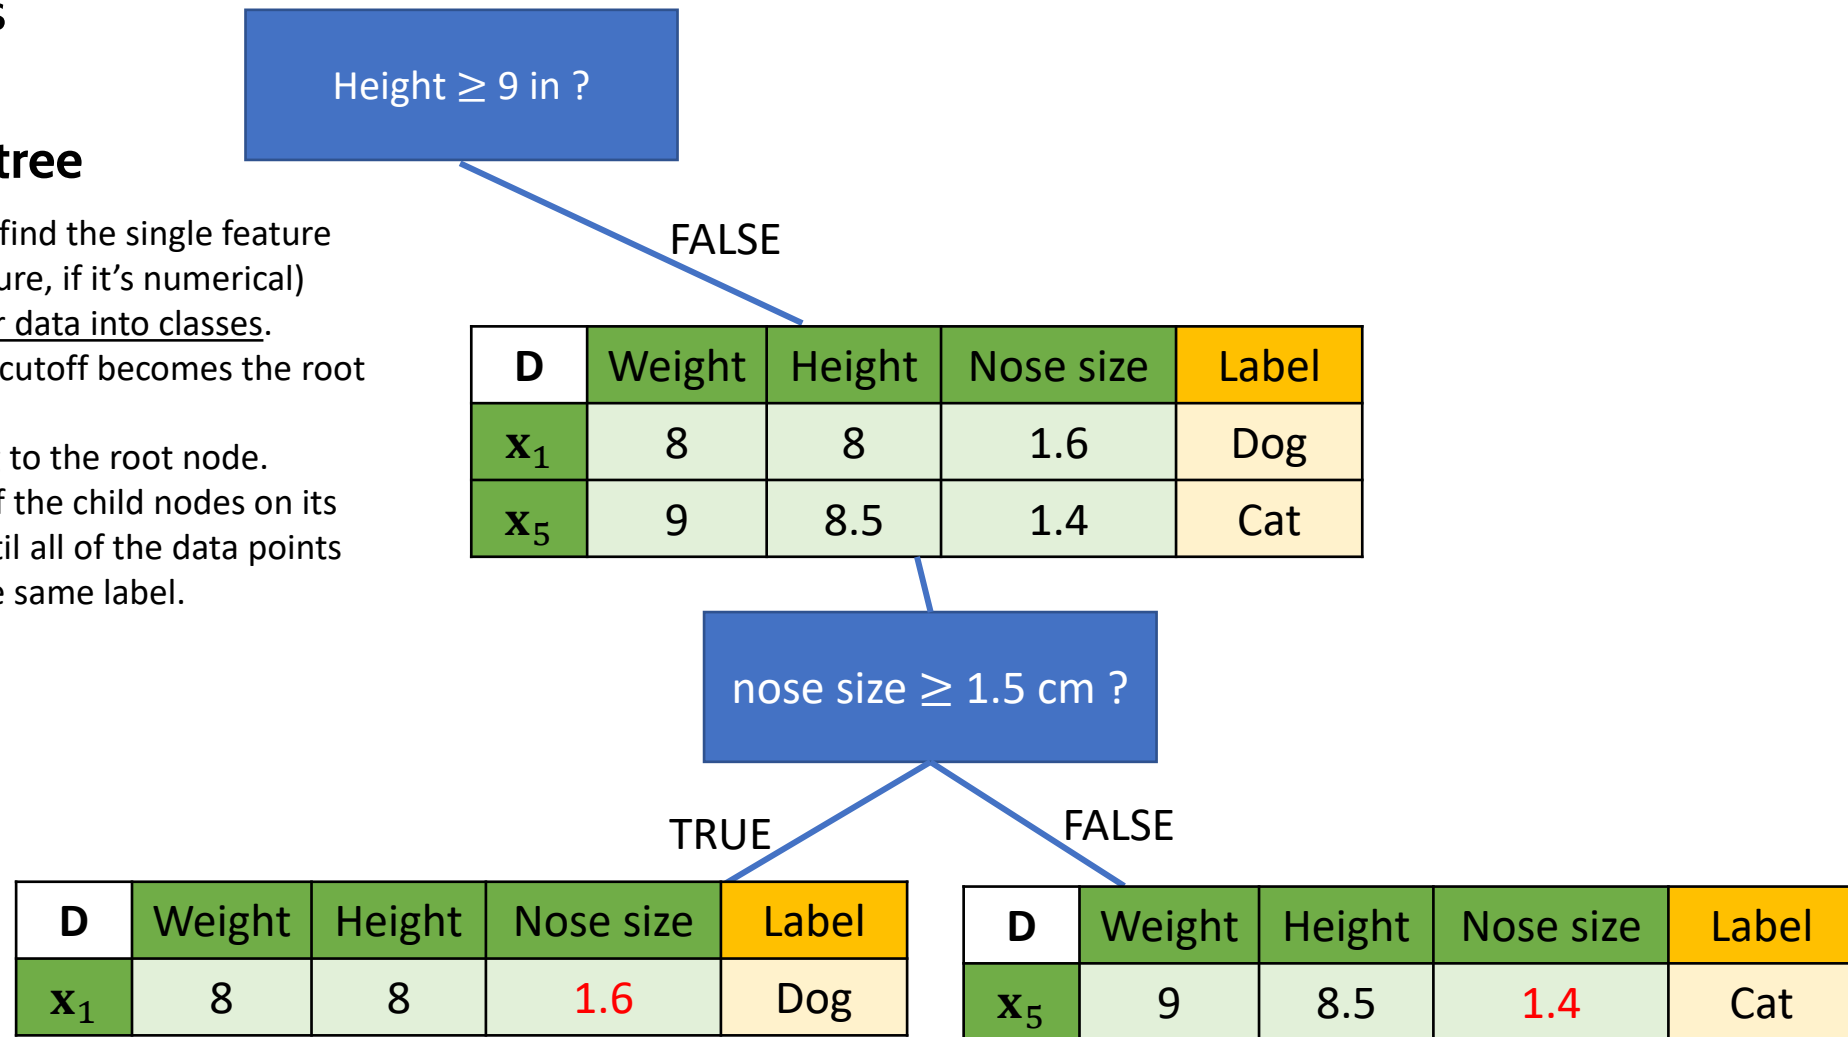 s
Height ≥ 9 in ?
tree
find the single feature
ure, if it's numerical)
r data into classes.
cutoff becomes the root
to the root node.
f the child nodes on its
til all of the data points
e same label.
FALSE
D Weight Height Nose size Label
x₁ 8 8 1.6 Dog
x₅ 9 8.5 1.4 Cat
nose size ≥ 1.5 cm ?
TRUE
FALSE
D Weight Height Nose size Label
x₁ 8 8 1.6 Dog
D Weight Height Nose size Label
x₅ 9 8.5 1.4 Cat